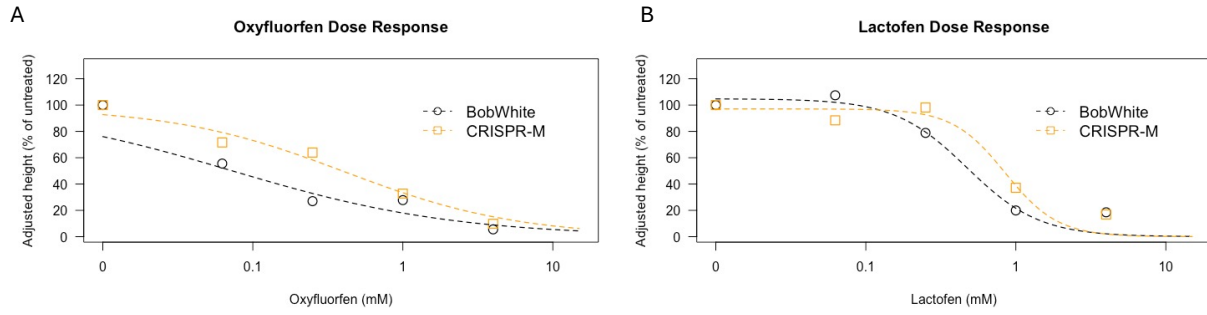 A
Oxyfluorfen Dose Response
Adjusted height (% of untreated)
120
100
80
60
40
20
0
BobWhite
CRISPR-M
0
0.1
1
10
Oxyfluorfen (mM)
B
Lactofen Dose Response
Adjusted height (% of untreated)
120
100
80
60
40
20
0
BobWhite
CRISPR-M
0
0.1
1
10
Lactofen (mM)